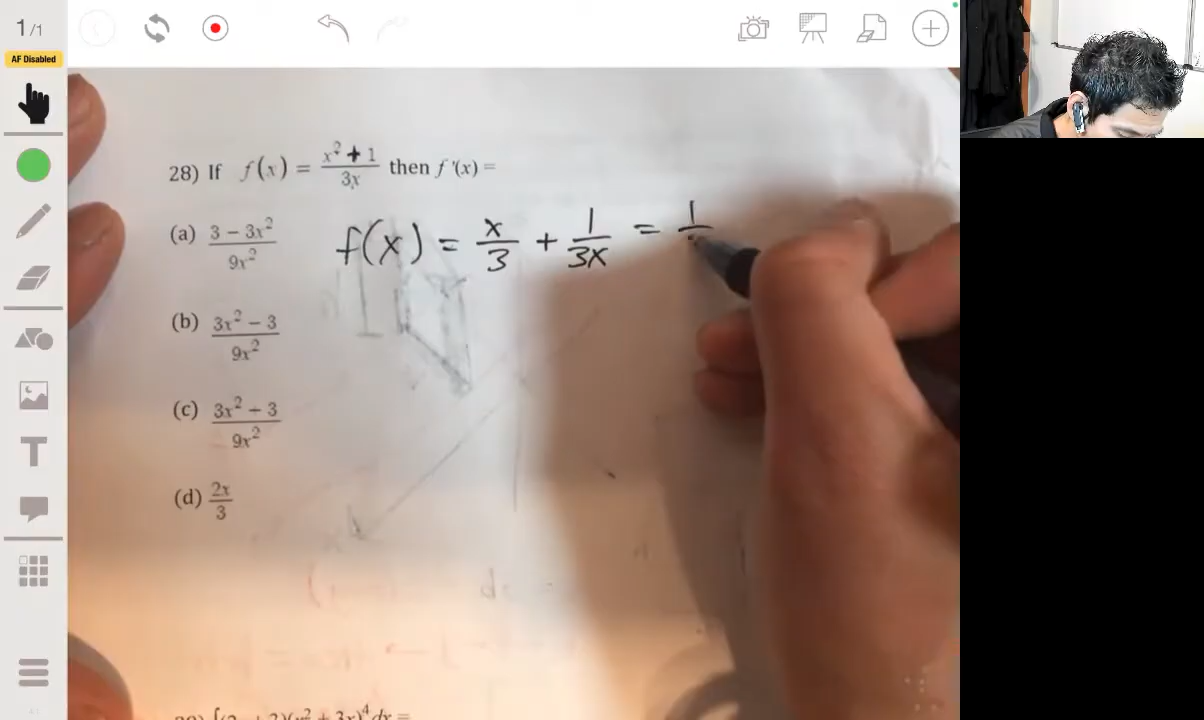 1/1
AF Disabled
28) If f(x) = x² + 1 / 3x then f '(x) =
(a) 3 − 3x² / 9x²
f(x) = x/3 + 1/3x = 1
(b) 3x² − 3 / 9x²
(c) 3x² + 3 / 9x²
(d) 2x / 3
T